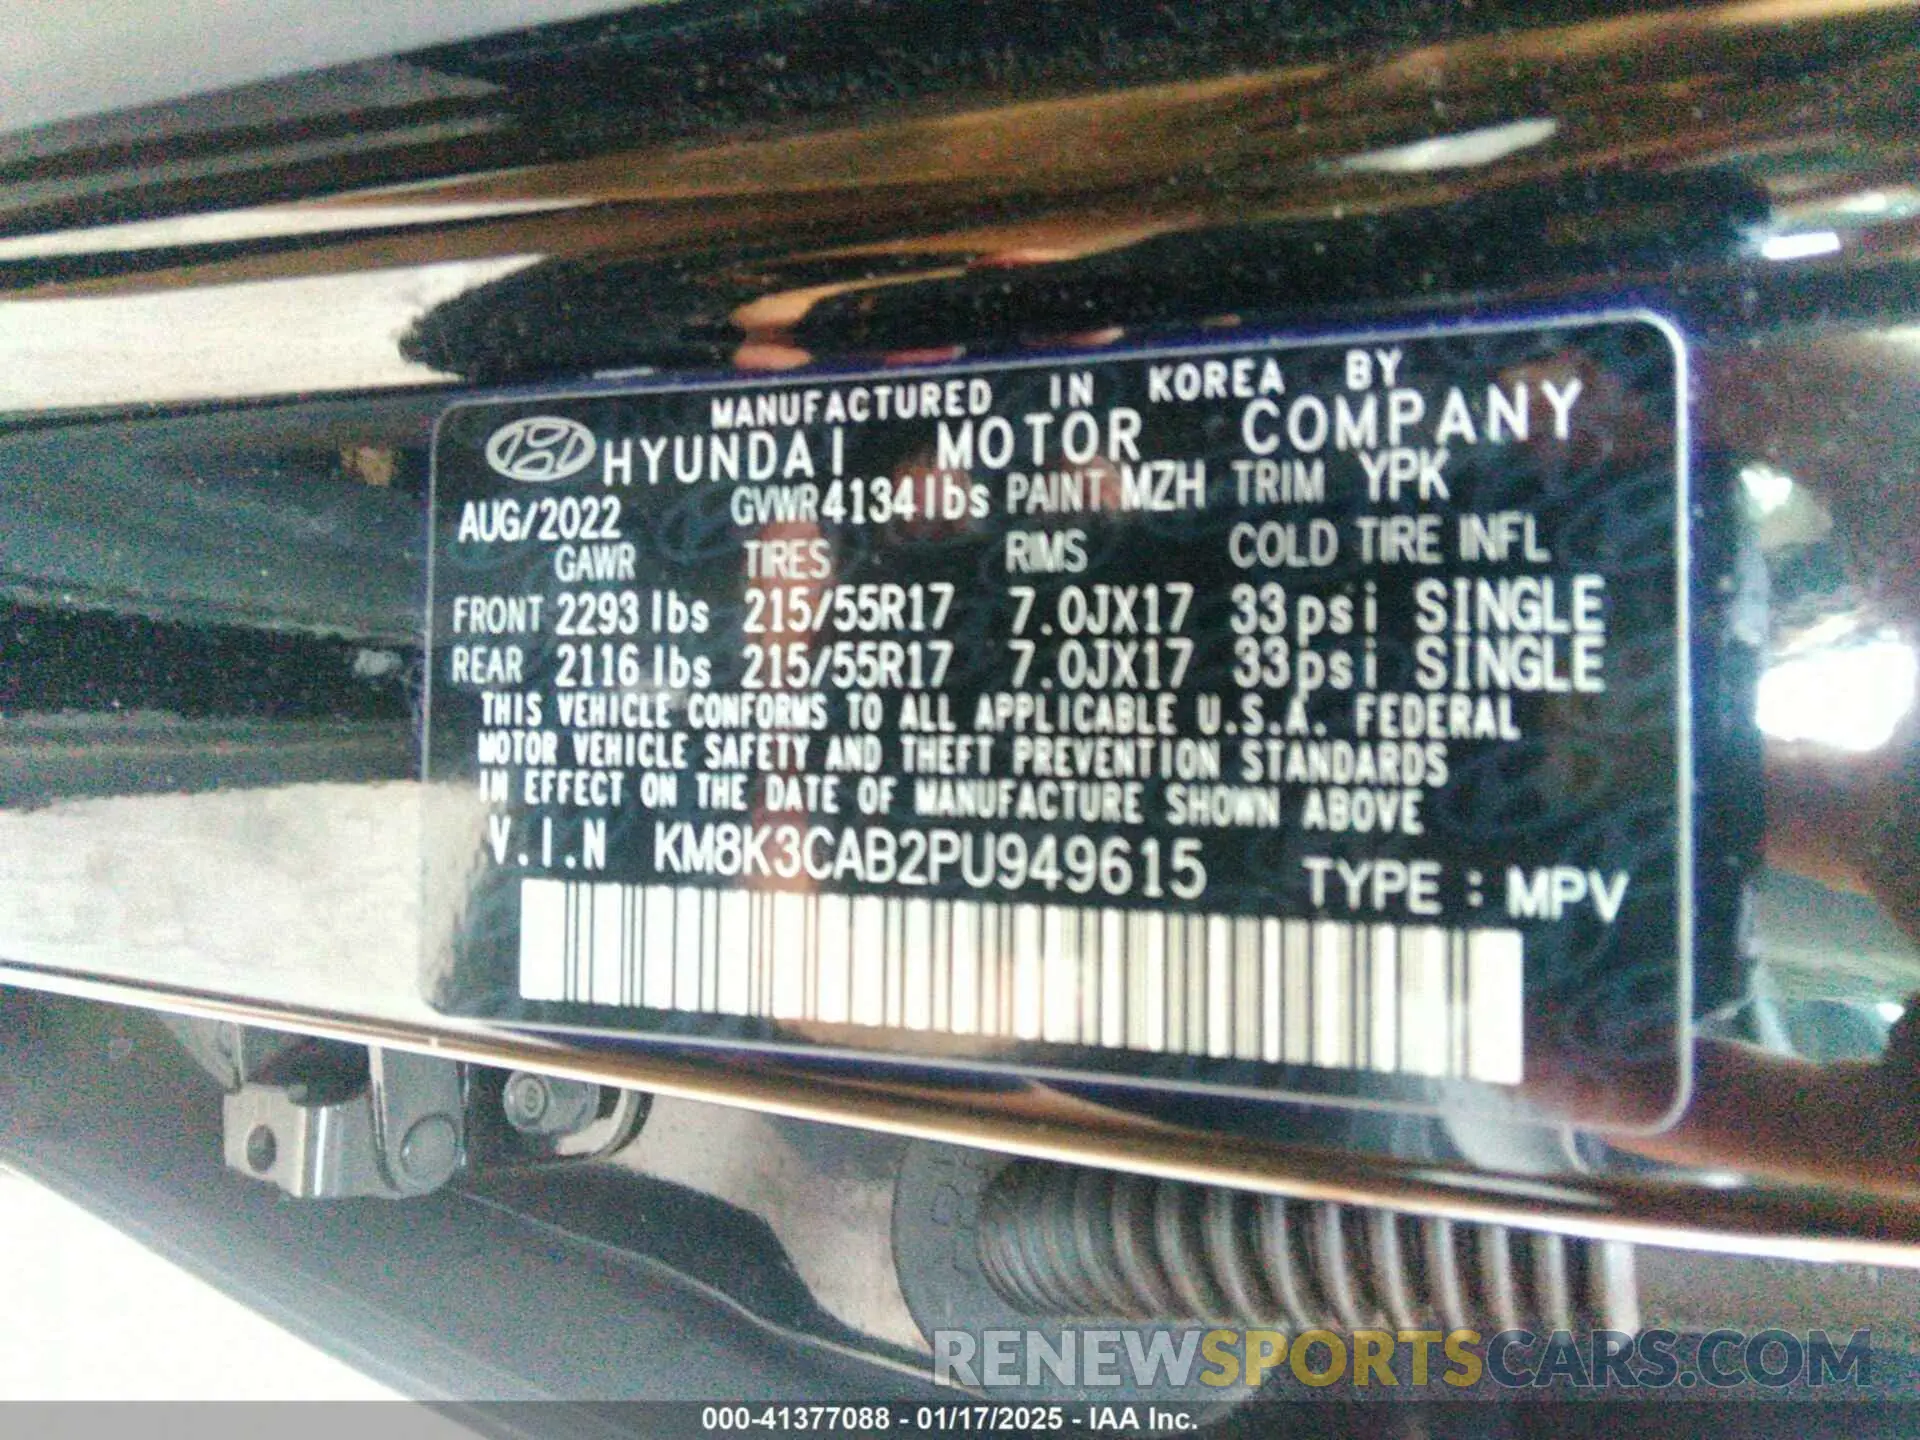 MANUFACTURED IN KOREA BY
HYUNDAI MOTOR COMPANY
AUG/2022 GVWR 4134lbs PAINT MZH TRIM YPK
GAWR TIRES RIMS COLD TIRE INFL
FRONT 2293 lbs 215/55R17 7.0JX17 33psi SINGLE
REAR 2116 lbs 215/55R17 7.0JX17 33psi SINGLE
THIS VEHICLE CONFORMS TO ALL APPLICABLE U.S.A. FEDERAL
MOTOR VEHICLE SAFETY AND THEFT PREVENTION STANDARDS
IN EFFECT ON THE DATE OF MANUFACTURE SHOWN ABOVE
V.I.N KM8K3CAB2PU949615 TYPE : MPV
RENEWSPORTSCARS.COM
000-41377088 - 01/17/2025 - IAA Inc.